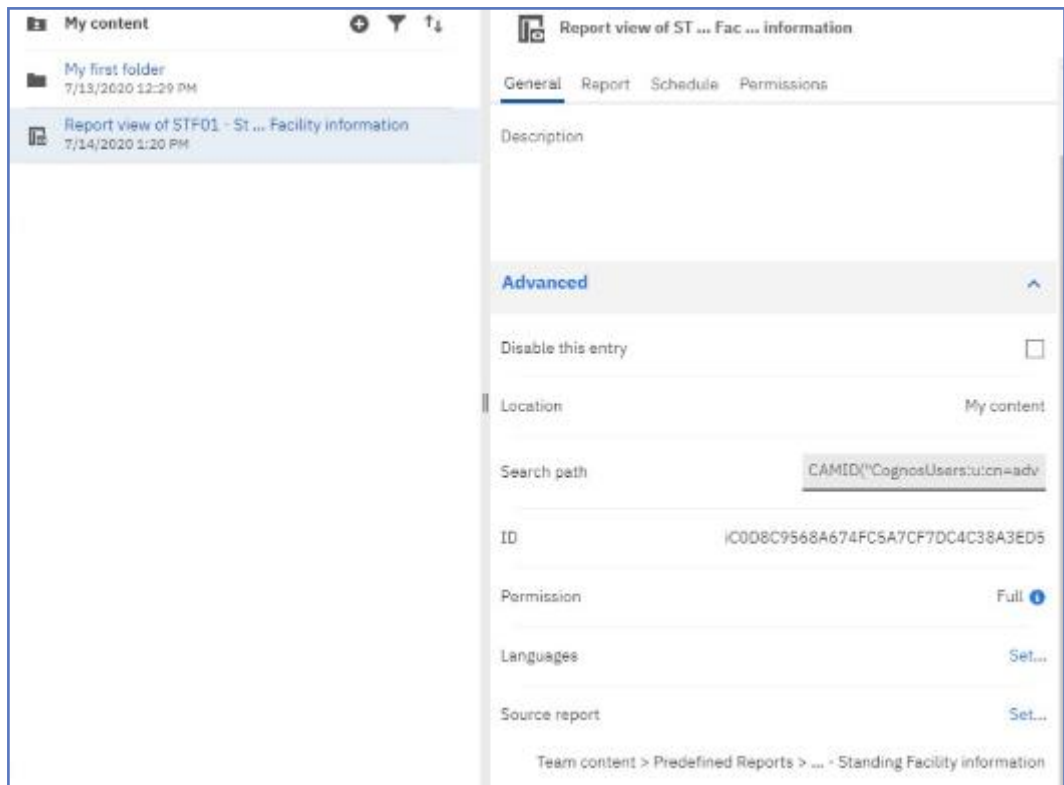 My content
My first folder
7/13/2020 12:29 PM
Report view of STF01 - St ... Facility information
7/14/2020 1:20 PM
Report view of ST ... Fac ... information
General Report Schedule Permissions
Description
Advanced
Disable this entry
Location My content
Search path CAMID("CognosUsers:u:cn=adv
ID iC0D8C9568A674FC5A7CF7DC4C38A3ED5
Permission Full
Languages Set...
Source report Set...
Team content > Predefined Reports > ... - Standing Facility information